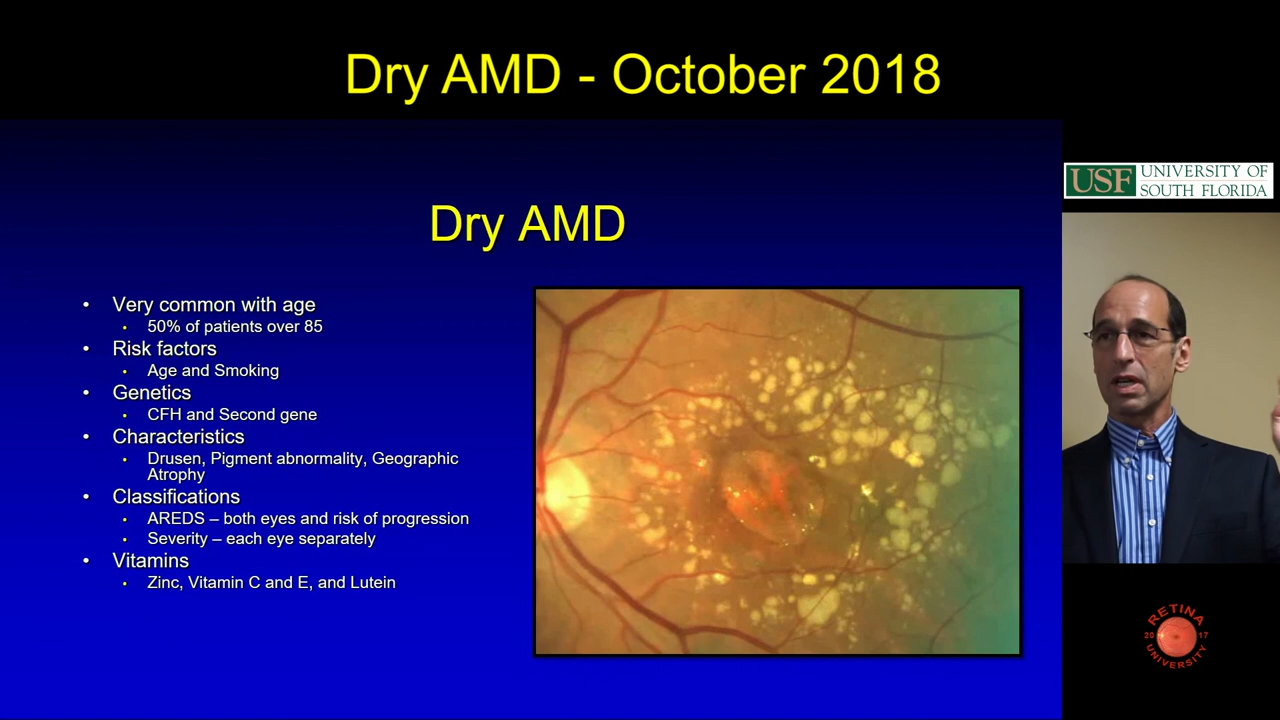 Dry AMD - October 2018
Dry AMD
• Very common with age
• 50% of patients over 85
• Risk factors
• Age and Smoking
• Genetics
• CFH and Second gene
• Characteristics
• Drusen, Pigment abnormality, Geographic
Atrophy
• Classifications
• AREDS – both eyes and risk of progression
• Severity – each eye separately
• Vitamins
• Zinc, Vitamin C and E, and Lutein
USF UNIVERSITY OF
SOUTH FLORIDA
RETINA
20 17
UNIVERSITY